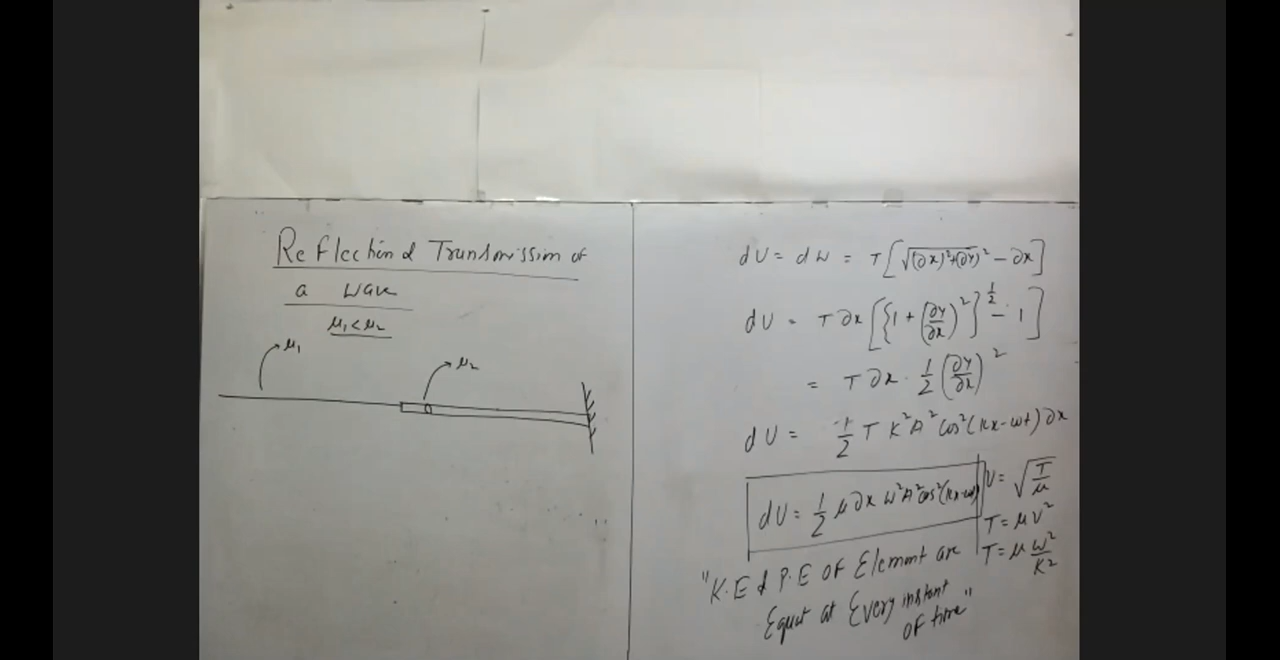 Reflection & Transmission of
a wave
μ₁<μ₂
μ₁
μ₂
dU = dW = T[√(∂x)²+(∂y)² - ∂x]
dU = T∂x[{1 + (∂y/∂x)²}^½ - 1]
= T∂x · ½ (∂y/∂x)²
dU = ½ T K²A² cos²(kx-ωt) ∂x
dU = ½ μ∂x ω²A² cos²(kx-ωt)
v = √T/μ
T = μv²
T = μ ω²/K²
"K.E & P.E OF Element are
Equal at Every instant
OF time"